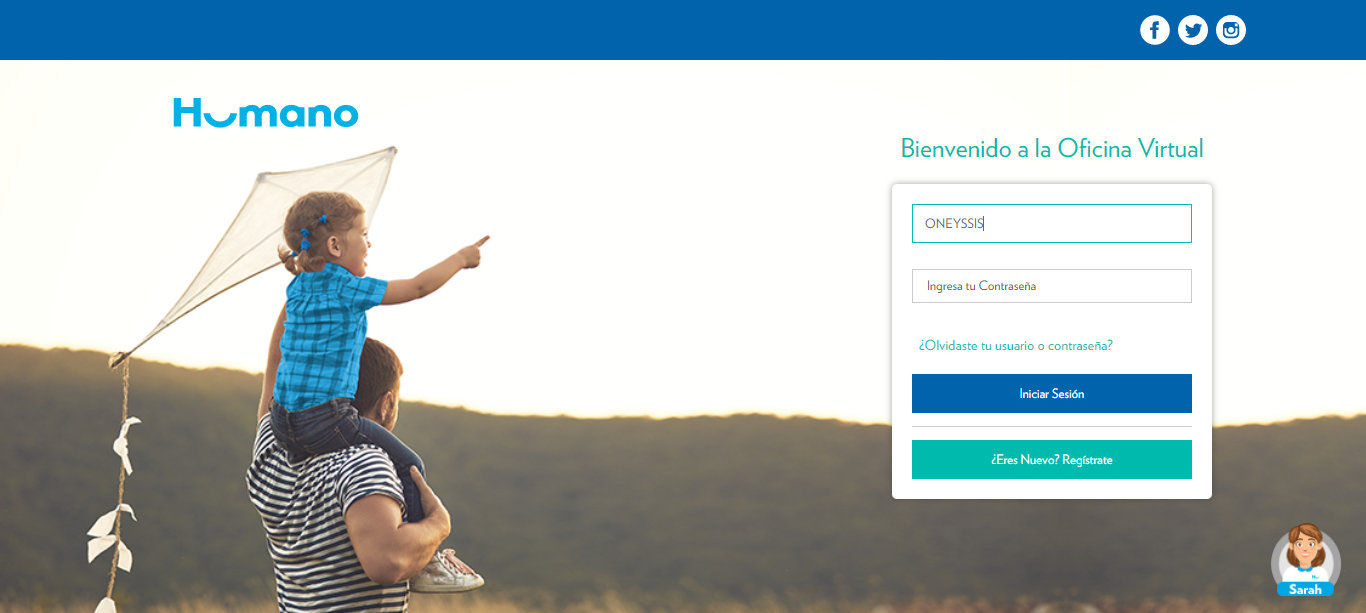 Humano
Bienvenido a la Oficina Virtual
ONEYSSIS
Ingresa tu Contraseña
¿Olvidaste tu usuario o contraseña?
Iniciar Sesión
¿Eres Nuevo? Regístrate
Sarah